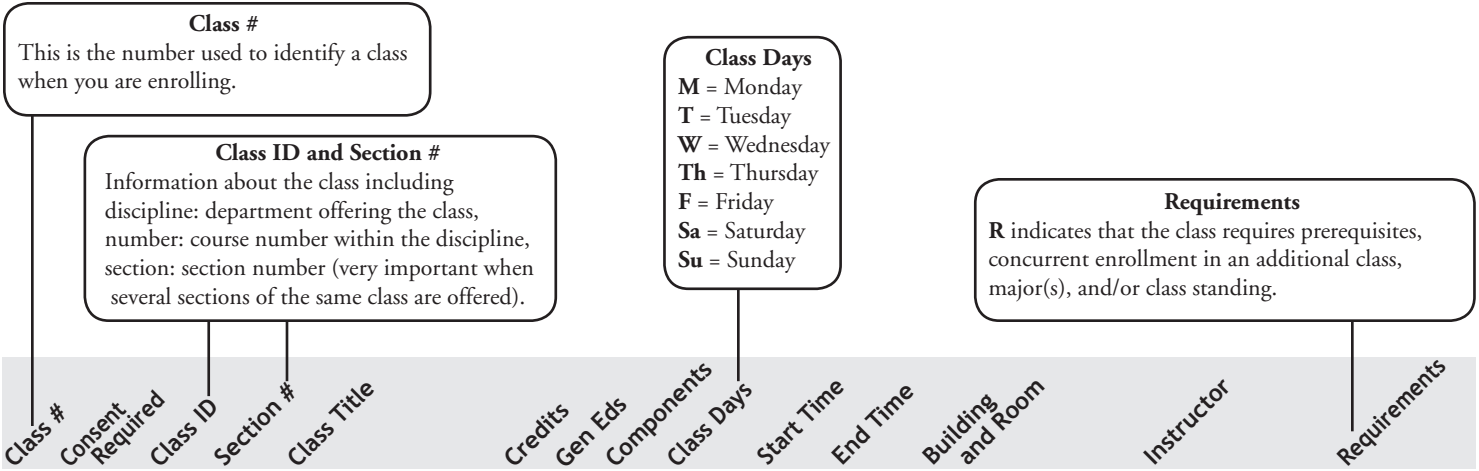 Class #
This is the number used to identify a class
when you are enrolling.
Class ID and Section #
Information about the class including
discipline: department offering the class,
number: course number within the discipline,
section: section number (very important when
several sections of the same class are offered).
Class Days
M = Monday
T = Tuesday
W = Wednesday
Th = Thursday
F = Friday
Sa = Saturday
Su = Sunday
Requirements
R indicates that the class requires prerequisites,
concurrent enrollment in an additional class,
major(s), and/or class standing.
Class #
Consent
Required
Class ID
Section #
Class Title
Credits
Gen Eds
Components
Class Days
Start Time
End Time
Building
and Room
Instructor
Requirements